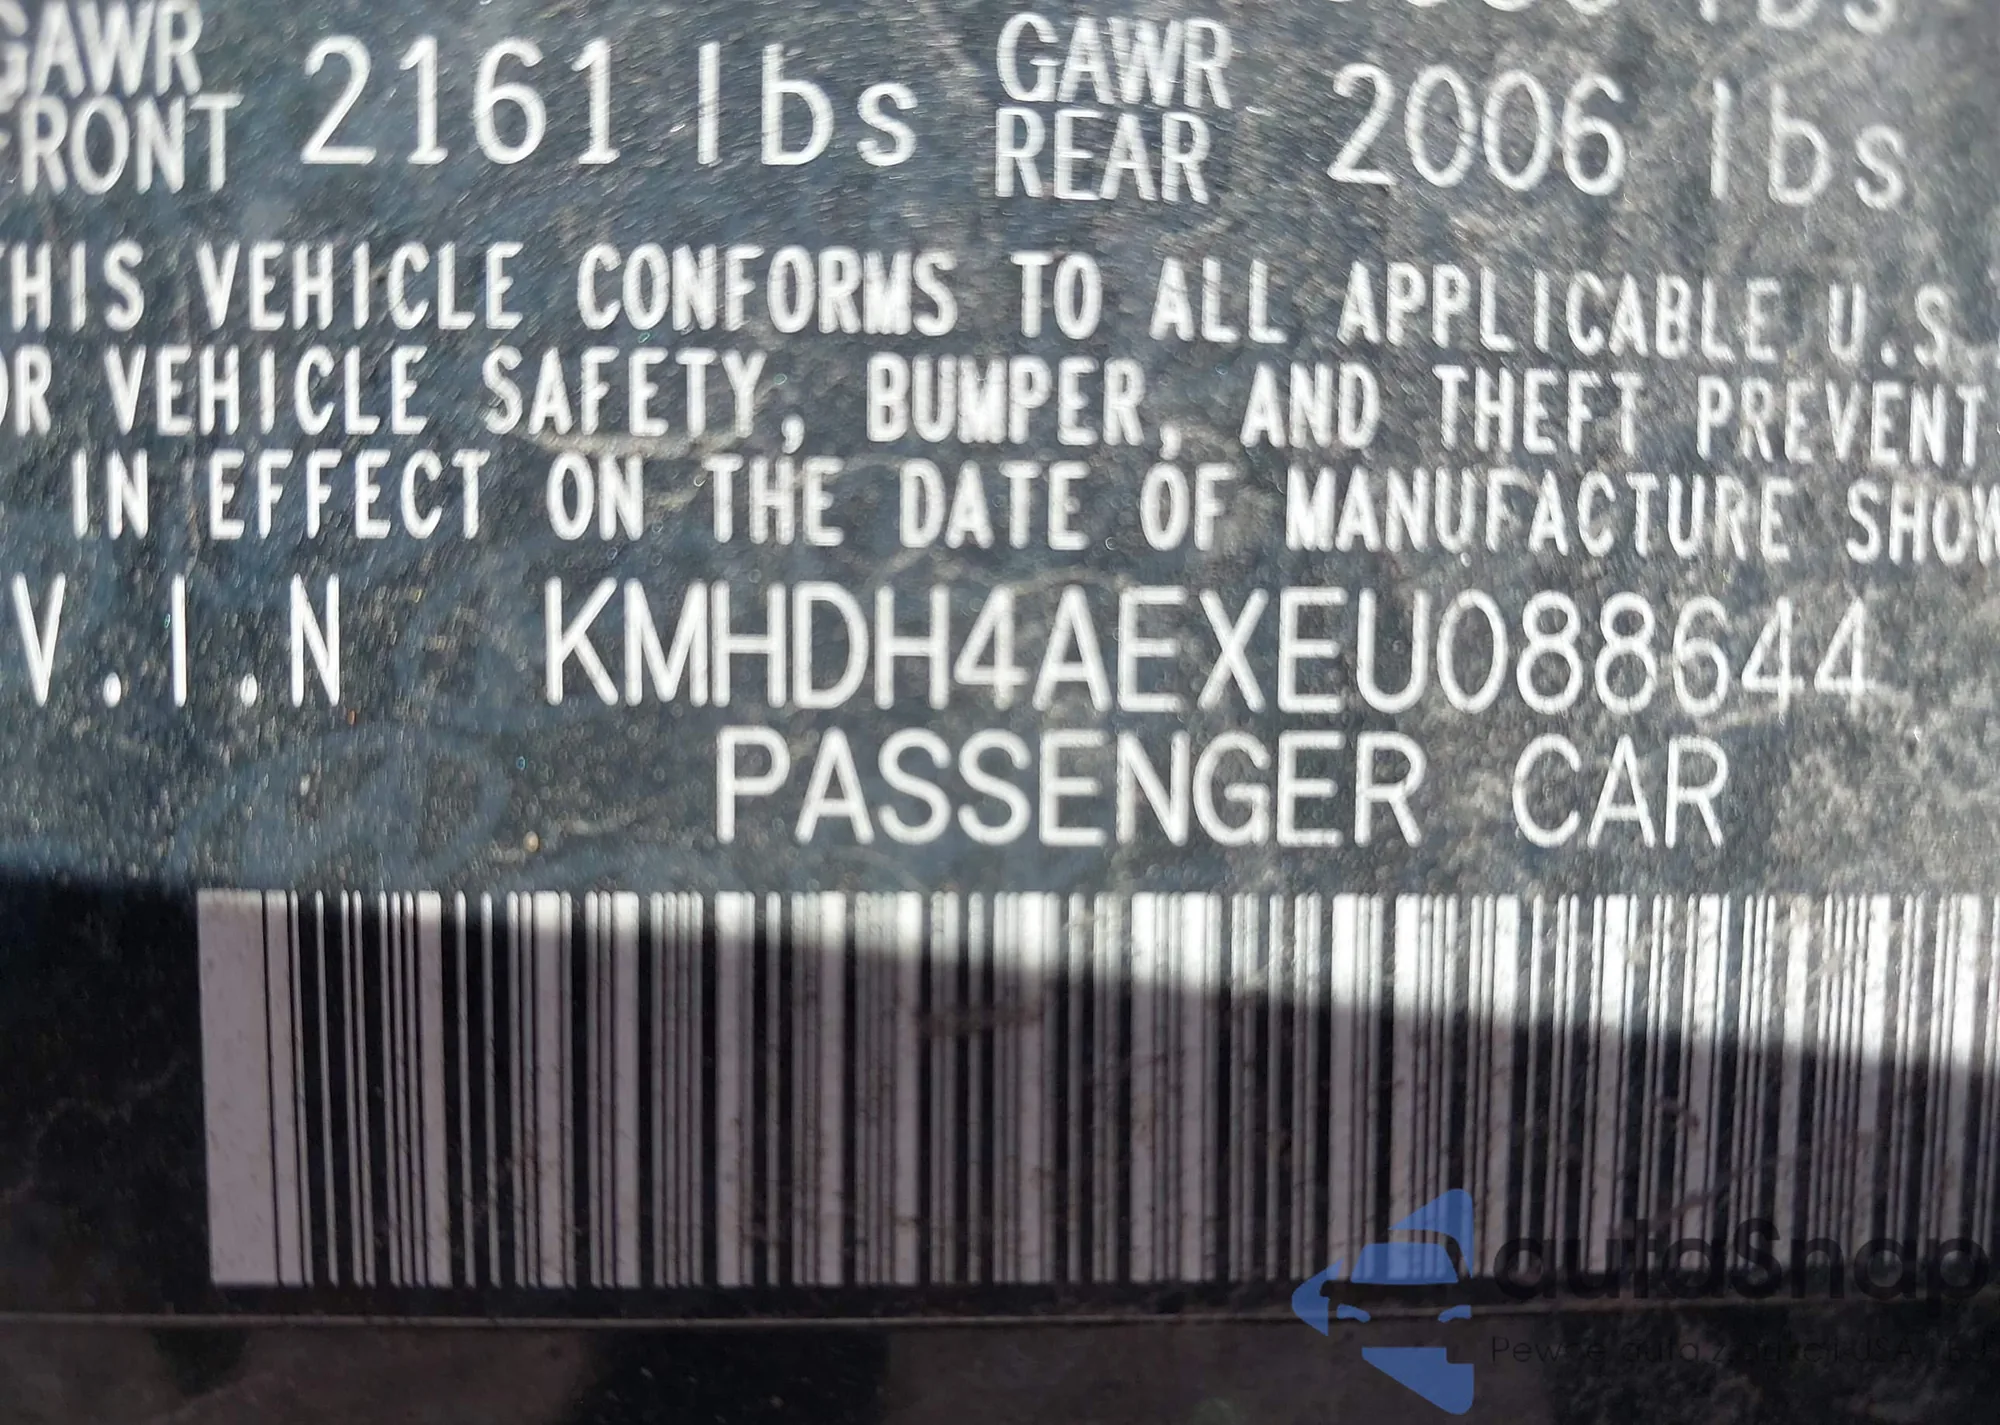 GAWR FRONT 2161 lbs GAWR REAR 2006 lbs
THIS VEHICLE CONFORMS TO ALL APPLICABLE U.S.
OR VEHICLE SAFETY, BUMPER, AND THEFT PREVENT
IN EFFECT ON THE DATE OF MANUFACTURE SHOW
V.I.N KMHDH4AEXEU088644
PASSENGER CAR
autoSnap